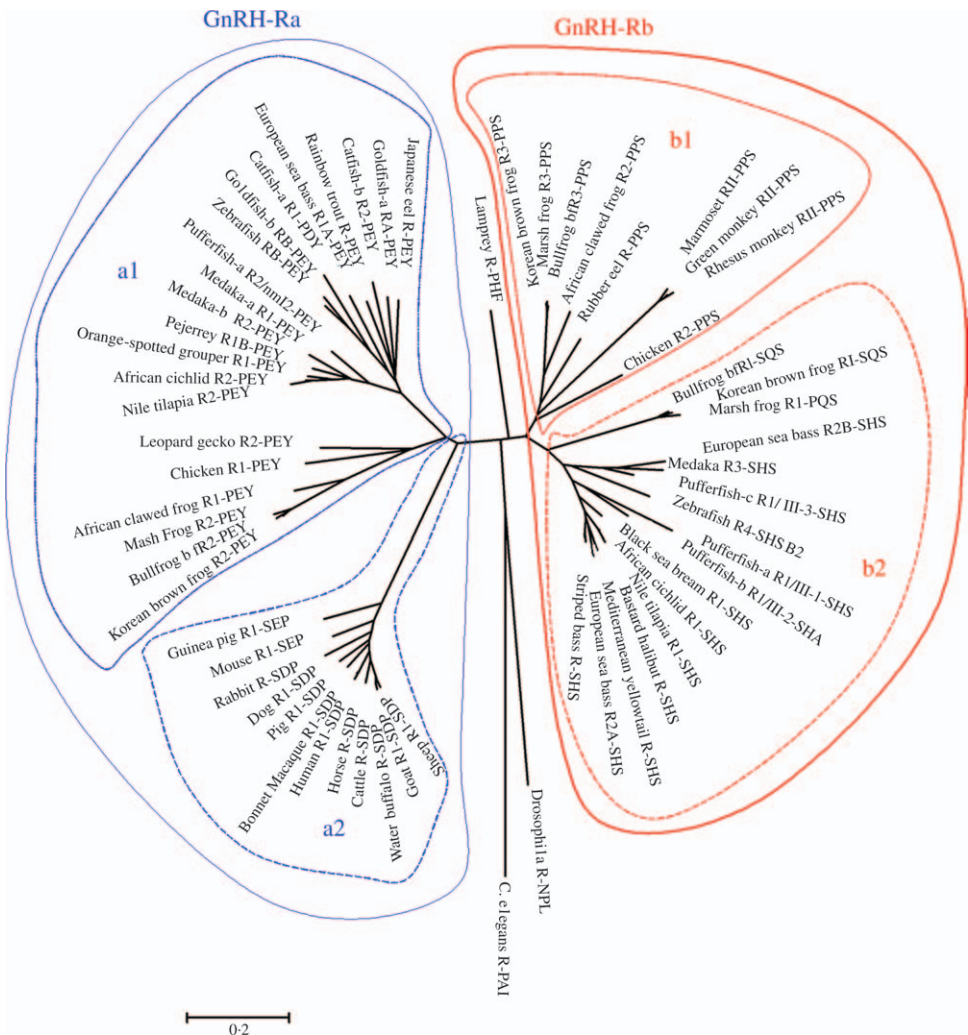 GnRH-Ra
GnRH-Rb
a1
European sea bass R1A-PEY
Rainbow trout R-PEY
Catfish-b R2-PEY
Goldfish-a RA-PEY
Japanese eel R-PEY
Catfish-a R1-PDY
Goldfish-b RB-PEY
Zebrafish RB-PEY
Pufferfish-a R2/nml2-PEY
Medaka-a R1-PEY
Medaka-b R2-PEY
Pejerrey R1B-PEY
Orange-spotted grouper R1-PEY
African cichlid R2-PEY
Nile tilapia R2-PEY
Leopard gecko R2-PEY
Chicken R1-PEY
African clawed frog R1-PEY
Mash Frog R2-PEY
Bullfrog b fR2-PEY
Korean brown frog R2-PEY
Guinea pig R1-SEP
Mouse R1-SEP
Rabbit R-SDP
Dog R1-SDP
Pig R1-SDP
Bonnet Macaque R1-SDP
Human R1-SDP
Horse R-SDP
Cattle R-SDP
Water buffalo R-SDP
Goat R1-SDP
Sheep R1-SDP
a2
Lamprey R-PHF
b1
Korean brown frog R3-PPS
Marsh frog R3-PPS
Bullfrog bfR3-PPS
African clawed frog R2-PPS
Rubber eel R-PPS
Marmoset RII-PPS
Green monkey RII-PPS
Rhesus monkey RII-PPS
Chicken R2-PPS
Bullfrog bfRl-SQS
Korean brown frog RI-SQS
Marsh frog R1-PQS
European sea bass R2B-SHS
Medaka R3-SHS
Pufferfish-c R1/ III-3-SHS
Zebrafish R4-SHS B2
Pufferfish-a R1/III-1-SHS
Pufferfish-b R1/III-2-SHA
Black sea bream R1-SHS
African cichlid R1-SHS
Nile tilapia R1-SHS
Bastard halibut R-SHS
Mediterranean yellowtail R-SHS
European sea bass R2A-SHS
Striped bass R-SHS
b2
Drosophila R-NPL
C. elegans R-PAI
0·2